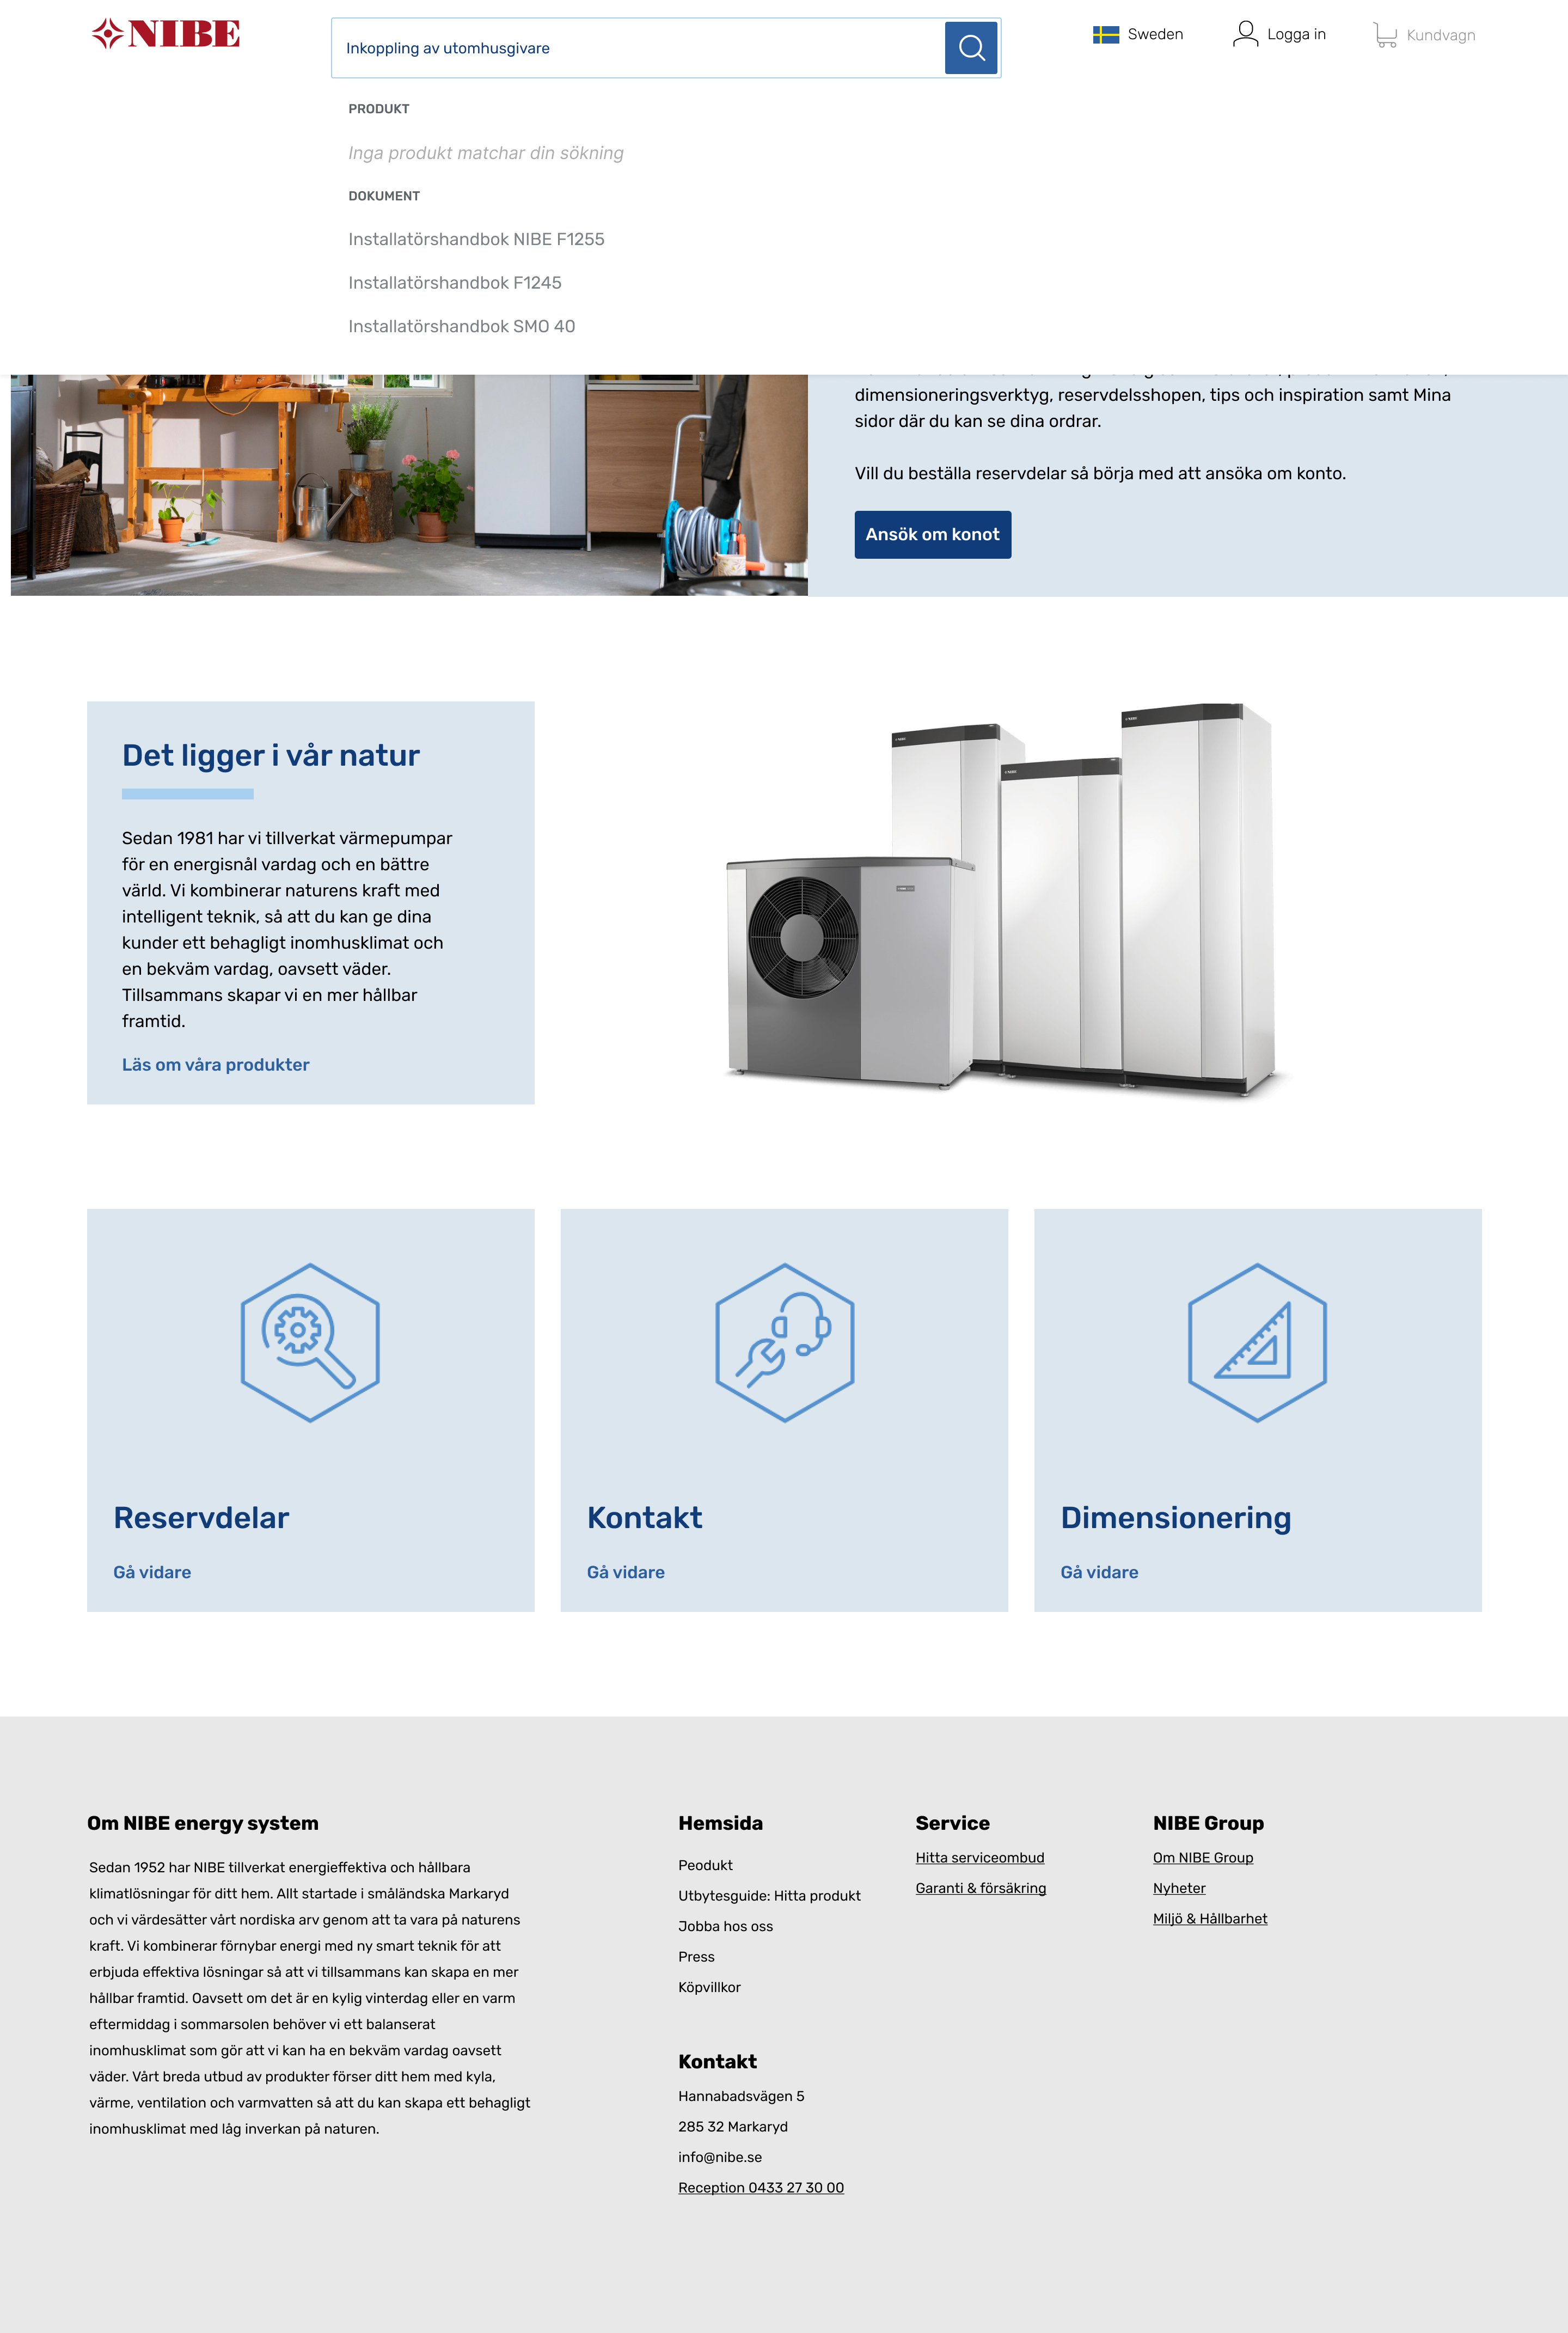 NIBE
Inkoppling av utomhusgivare
Sweden
Logga in
Kundvagn
PRODUKT
Inga produkt matchar din sökning
DOKUMENT
Installatörshandbok NIBE F1255
Installatörshandbok F1245
Installatörshandbok SMO 40
dimensioneringsverktyg, reservdelsshopen, tips och inspiration samt Mina
sidor där du kan se dina ordrar.
Vill du beställa reservdelar så börja med att ansöka om konto.
Ansök om konot
Det ligger i vår natur
Sedan 1981 har vi tillverkat värmepumpar
för en energisnål vardag och en bättre
värld. Vi kombinerar naturens kraft med
intelligent teknik, så att du kan ge dina
kunder ett behagligt inomhusklimat och
en bekväm vardag, oavsett väder.
Tillsammans skapar vi en mer hållbar
framtid.
Läs om våra produkter
Reservdelar
Gå vidare
Kontakt
Gå vidare
Dimensionering
Gå vidare
Om NIBE energy system
Sedan 1952 har NIBE tillverkat energieffektiva och hållbara
klimatlösningar för ditt hem. Allt startade i småländska Markaryd
och vi värdesätter vårt nordiska arv genom att ta vara på naturens
kraft. Vi kombinerar förnybar energi med ny smart teknik för att
erbjuda effektiva lösningar så att vi tillsammans kan skapa en mer
hållbar framtid. Oavsett om det är en kylig vinterdag eller en varm
eftermiddag i sommarsolen behöver vi ett balanserat
inomhusklimat som gör att vi kan ha en bekväm vardag oavsett
väder. Vårt breda utbud av produkter förser ditt hem med kyla,
värme, ventilation och varmvatten så att du kan skapa ett behagligt
inomhusklimat med låg inverkan på naturen.
Hemsida
Peodukt
Utbytesguide: Hitta produkt
Jobba hos oss
Press
Köpvillkor
Kontakt
Hannabadsvägen 5
285 32 Markaryd
info@nibe.se
Reception 0433 27 30 00
Service
Hitta serviceombud
Garanti & försäkring
NIBE Group
Om NIBE Group
Nyheter
Miljö & Hållbarhet